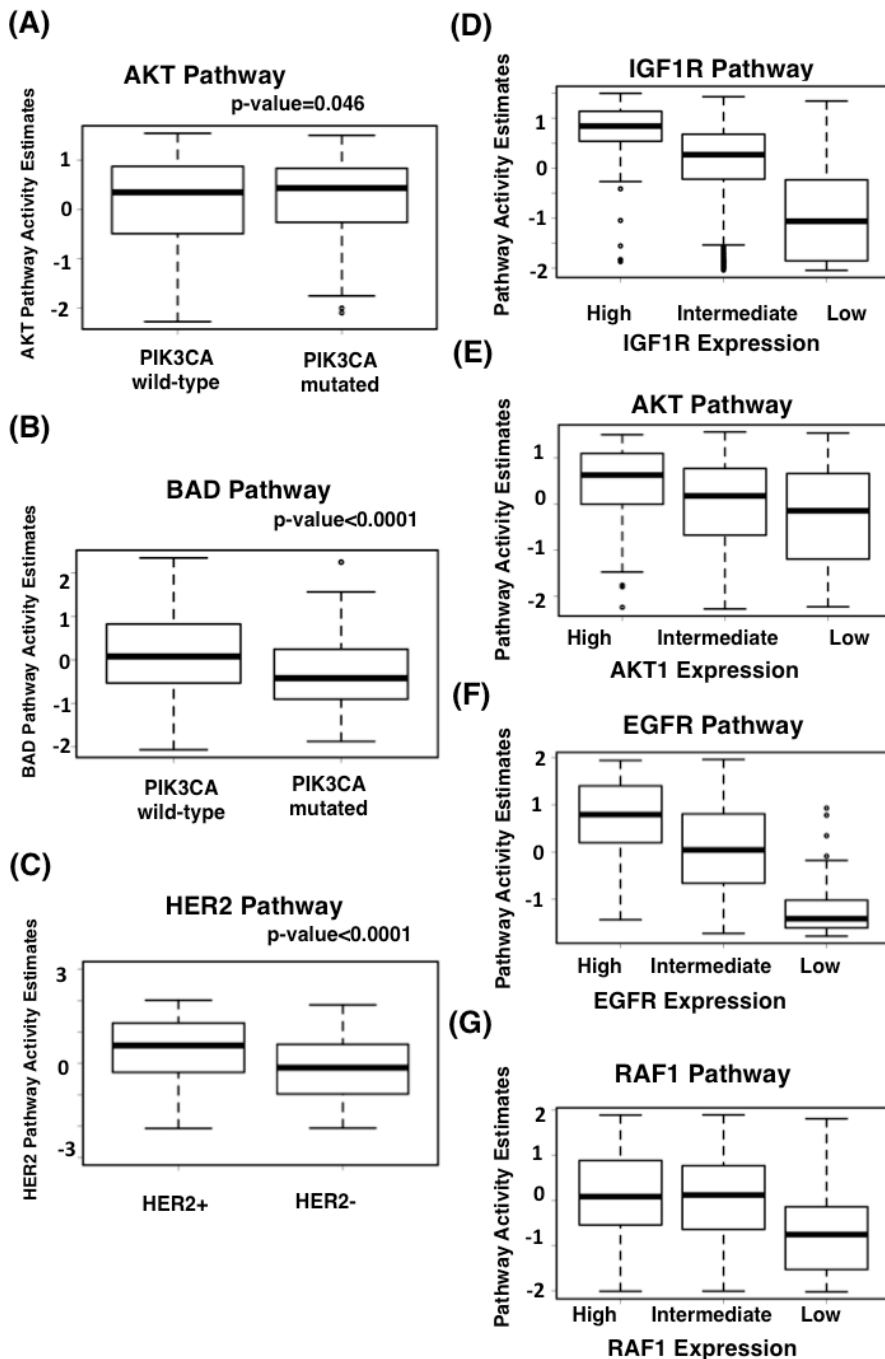 (A)
AKT Pathway
p-value=0.046
AKT Pathway Activity Estimates
1
0
-1
-2
PIK3CA wild-type
PIK3CA mutated
(B)
BAD Pathway
p-value<0.0001
BAD Pathway Activity Estimates
2
1
0
-1
-2
PIK3CA wild-type
PIK3CA mutated
(C)
HER2 Pathway
p-value<0.0001
HER2 Pathway Activity Estimates
3
0
-3
HER2+ HER2-
(D)
IGF1R Pathway
Pathway Activity Estimates
1
0
-1
-2
High Intermediate Low
IGF1R Expression
(E)
AKT Pathway
Pathway Activity Estimates
1
0
-1
-2
High Intermediate Low
AKT1 Expression
(F)
EGFR Pathway
Pathway Activity Estimates
2
1
0
-1
High Intermediate Low
EGFR Expression
(G)
RAF1 Pathway
Pathway Activity Estimates
2
1
0
-1
-2
High Intermediate Low
RAF1 Expression